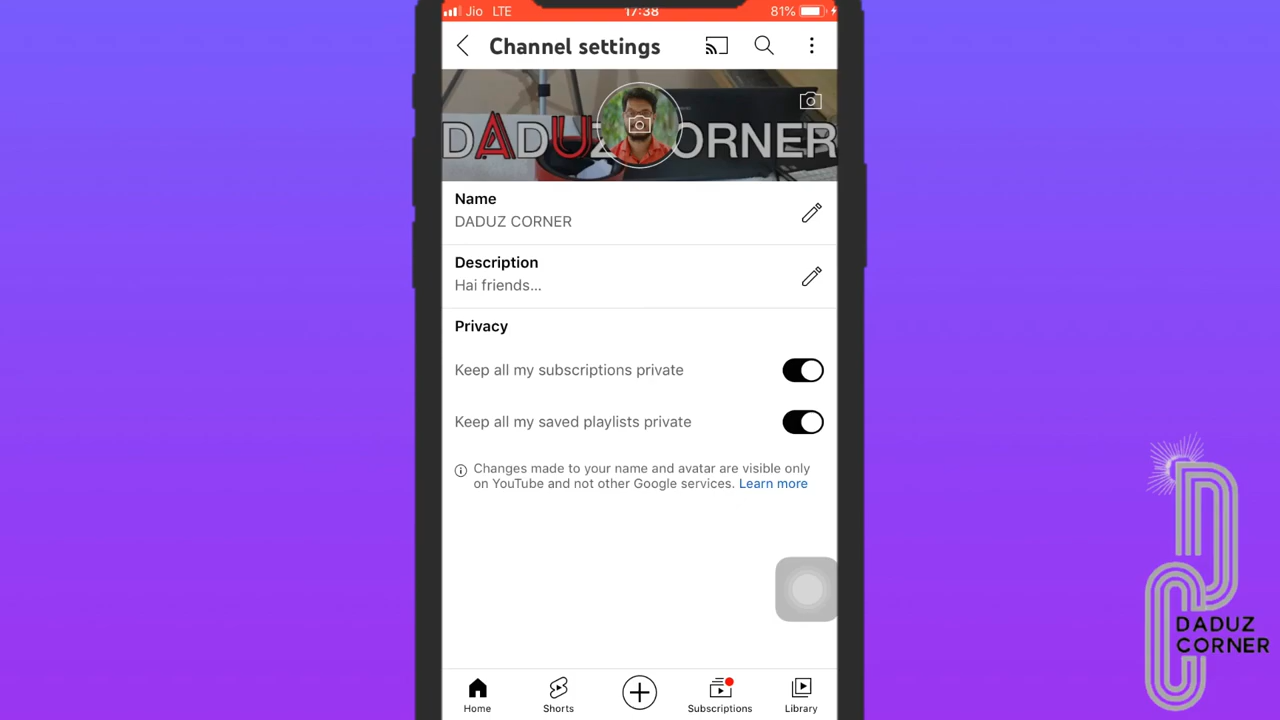 Jio LTE 17:38 81%
Channel settings
DADUZ CORNER
Name
DADUZ CORNER
Description
Hai friends...
Privacy
Keep all my subscriptions private
Keep all my saved playlists private
Changes made to your name and avatar are visible only
on YouTube and not other Google services. Learn more
Home Shorts Subscriptions Library
DADUZ
CORNER